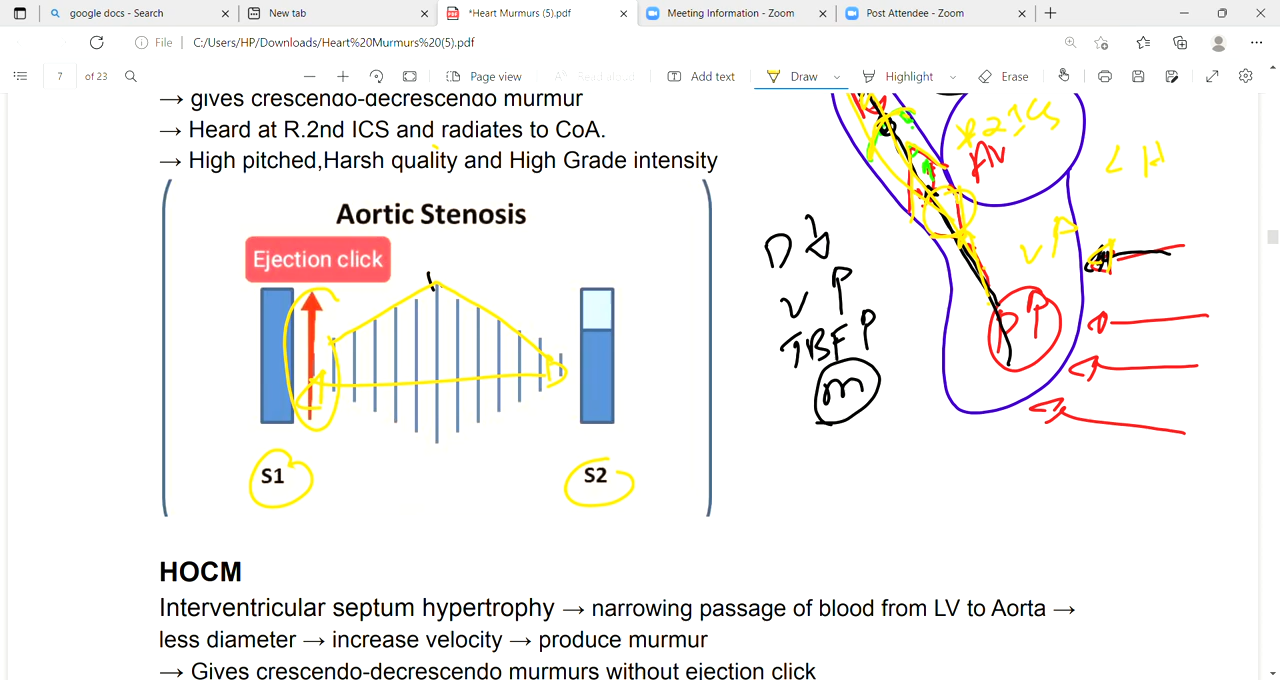 google docs - Search
New tab
*Heart Murmurs (5).pdf
Meeting Information - Zoom
Post Attendee - Zoom
File
C:/Users/HP/Downloads/Heart%20Murmurs%20(5).pdf
7 of 23
Page view
Read aloud
Add text
Draw
Highlight
Erase
→ gives crescendo-decrescendo murmur
→ Heard at R.2nd ICS and radiates to CoA.
→ High pitched,Harsh quality and High Grade intensity
Aortic Stenosis
Ejection click
S1
S2
AV
D↓
V↑
TBF↑
m
P↑
V↑
HOCM
Interventricular septum hypertrophy → narrowing passage of blood from LV to Aorta →
less diameter → increase velocity → produce murmur
→ Gives crescendo-decrescendo murmurs without ejection click